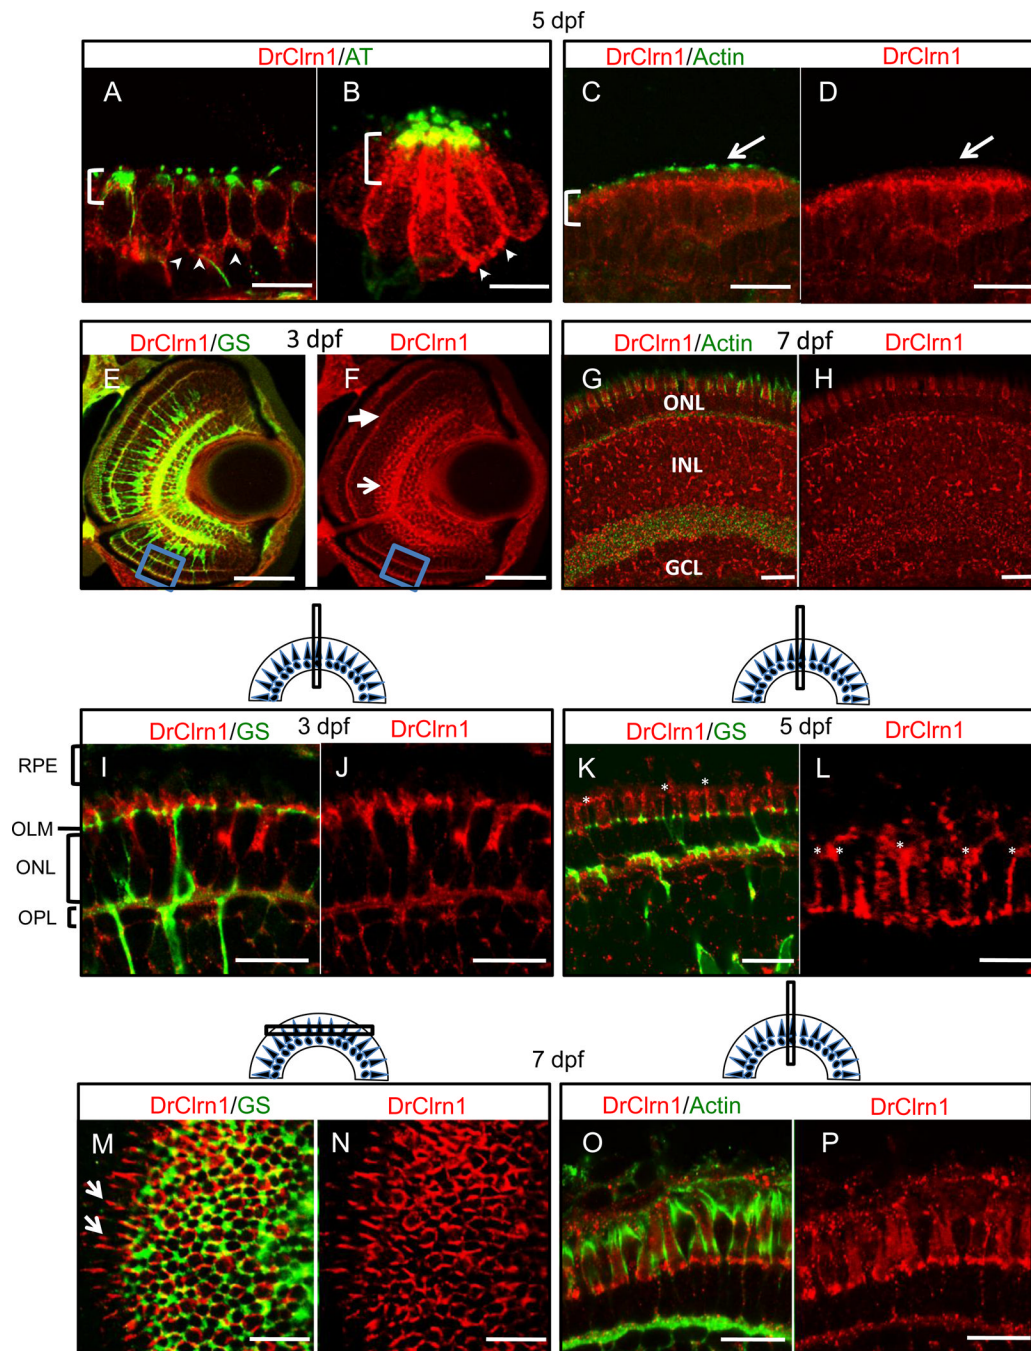 5 dpf
DrClrn1/AT
DrClrn1/Actin
DrClrn1
A
B
C
D
DrClrn1/GS
3 dpf
DrClrn1
DrClrn1/Actin
7 dpf
DrClrn1
E
F
G
H
ONL
INL
GCL
DrClrn1/GS
3 dpf
DrClrn1
DrClrn1/GS
5 dpf
DrClrn1
I
J
K
L
RPE
OLM
ONL
OPL
* * *
* * * * *
7 dpf
DrClrn1/GS
DrClrn1
DrClrn1/Actin
DrClrn1
M
N
O
P